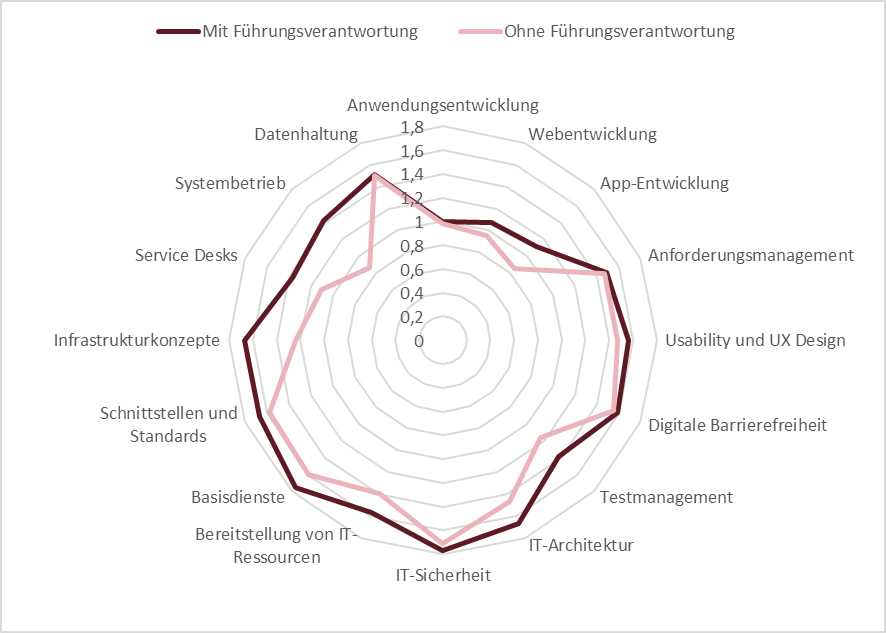 Mit Führungsverantwortung
Ohne Führungsverantwortung
Anwendungsentwicklung
Webentwicklung
App-Entwicklung
Anforderungsmanagement
Usability und UX Design
Digitale Barrierefreiheit
Testmanagement
IT-Architektur
IT-Sicherheit
Bereitstellung von IT-
Ressourcen
Basisdienste
Schnittstellen und
Standards
Infrastrukturkonzepte
Service Desks
Systembetrieb
Datenhaltung
1,8
1,6
1,4
1,2
1
0,8
0,6
0,4
0,2
0